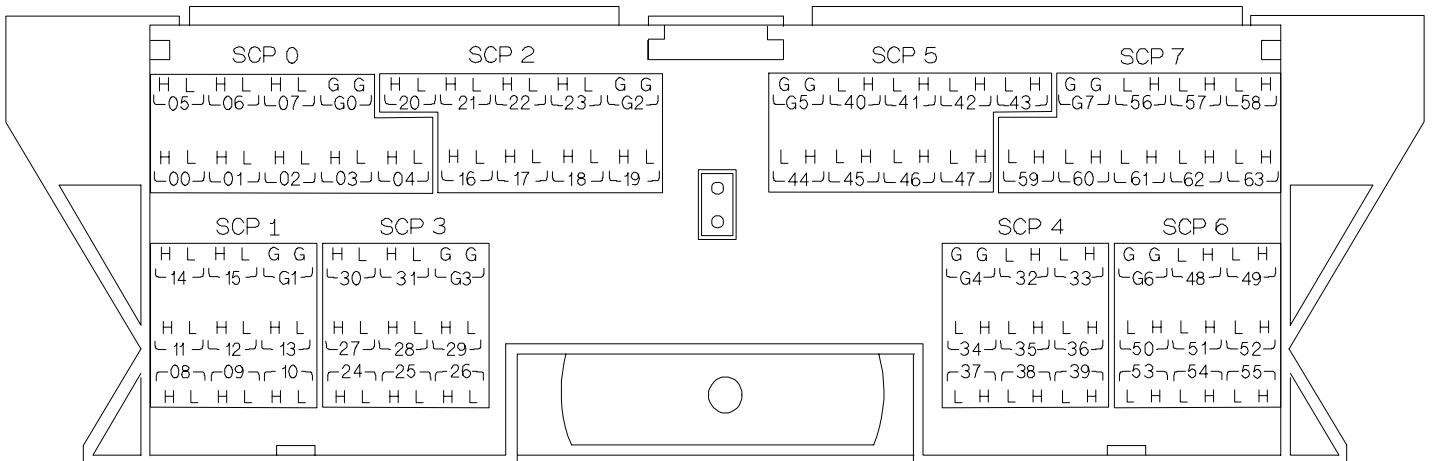 SCP 0 SCP 2 SCP 5 SCP 7
H L H L H L G G H L H L H L H L G G G G L H L H L H L H G G L H L H L H
05 06 07 G0 20 21 22 23 G2 G5 40 41 42 43 G7 56 57 58
H L H L H L H L H L H L H L H L H L L H L H L H L H L H L H L H L H L H
00 01 02 03 04 16 17 18 19 44 45 46 47 59 60 61 62 63
SCP 1 SCP 3 SCP 4 SCP 6
H L H L G G H L H L G G G G L H L H G G L H L H
14 15 G1 30 31 G3 G4 32 33 G6 48 49
H L H L H L H L H L H L L H L H L H L H L H L H
11 12 13 27 28 29 34 35 36 50 51 52
08 09 10 24 25 26 37 38 39 53 54 55
H L H L H L H L H L H L L H L H L H L H L H L H